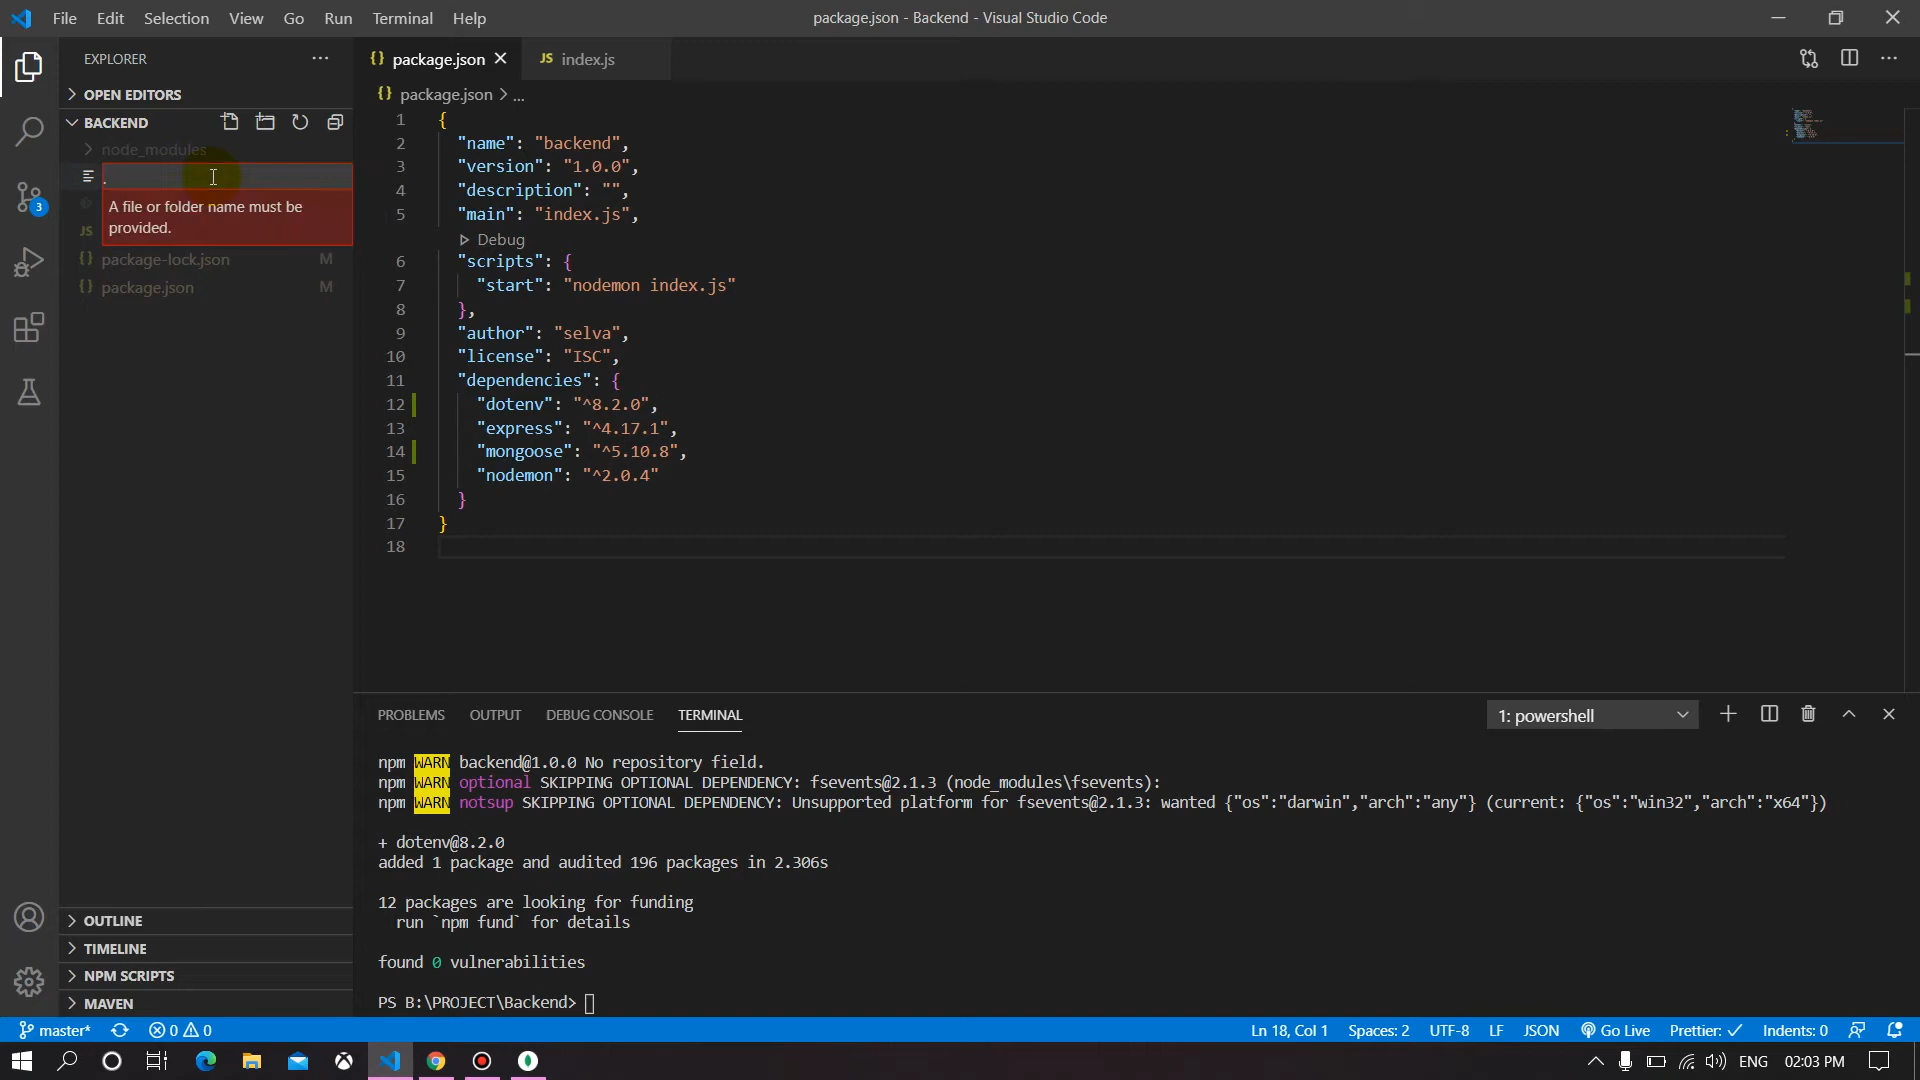 File Edit Selection View Go Run Terminal Help
package.json - Backend - Visual Studio Code
EXPLORER
OPEN EDITORS
BACKEND
node_modules
.
A file or folder name must be
provided.
JS
{} package-lock.json M
{} package.json M
OUTLINE
TIMELINE
NPM SCRIPTS
MAVEN
3
{} package.json
JS index.js
{} package.json > ...
1 {
2 "name": "backend",
3 "version": "1.0.0",
4 "description": "",
5 "main": "index.js",
Debug
6 "scripts": {
7 "start": "nodemon index.js"
8 },
9 "author": "selva",
10 "license": "ISC",
11 "dependencies": {
12 "dotenv": "^8.2.0",
13 "express": "^4.17.1",
14 "mongoose": "^5.10.8",
15 "nodemon": "^2.0.4"
16 }
17 }
18
PROBLEMS OUTPUT DEBUG CONSOLE TERMINAL
1: powershell
npm WARN backend@1.0.0 No repository field.
npm WARN optional SKIPPING OPTIONAL DEPENDENCY: fsevents@2.1.3 (node_modules\fsevents):
npm WARN notsup SKIPPING OPTIONAL DEPENDENCY: Unsupported platform for fsevents@2.1.3: wanted {"os":"darwin","arch":"any"} (current: {"os":"win32","arch":"x64"})
+ dotenv@8.2.0
added 1 package and audited 196 packages in 2.306s
12 packages are looking for funding
run `npm fund` for details
found 0 vulnerabilities
PS B:\PROJECT\Backend>
master* 0 0
Ln 18, Col 1 Spaces: 2 UTF-8 LF JSON Go Live Prettier: ✓ Indents: 0
ENG 02:03 PM